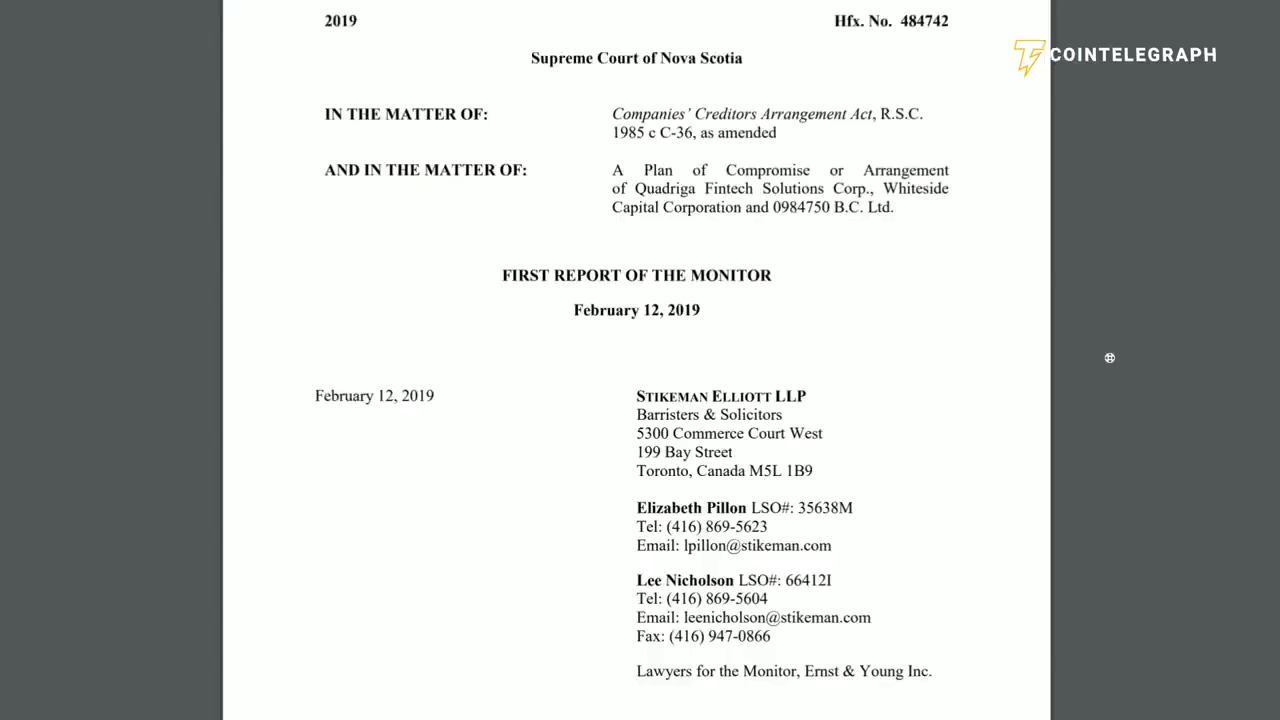 2019 Hfx. No. 484742
COINTELEGRAPH
Supreme Court of Nova Scotia
IN THE MATTER OF: Companies' Creditors Arrangement Act, R.S.C.
1985 c C-36, as amended
AND IN THE MATTER OF: A Plan of Compromise or Arrangement
of Quadriga Fintech Solutions Corp., Whiteside
Capital Corporation and 0984750 B.C. Ltd.
FIRST REPORT OF THE MONITOR
February 12, 2019
February 12, 2019 STIKEMAN ELLIOTT LLP
Barristers & Solicitors
5300 Commerce Court West
199 Bay Street
Toronto, Canada M5L 1B9
Elizabeth Pillon LSO#: 35638M
Tel: (416) 869-5623
Email: lpillon@stikeman.com
Lee Nicholson LSO#: 66412I
Tel: (416) 869-5604
Email: leenicholson@stikeman.com
Fax: (416) 947-0866
Lawyers for the Monitor, Ernst & Young Inc.